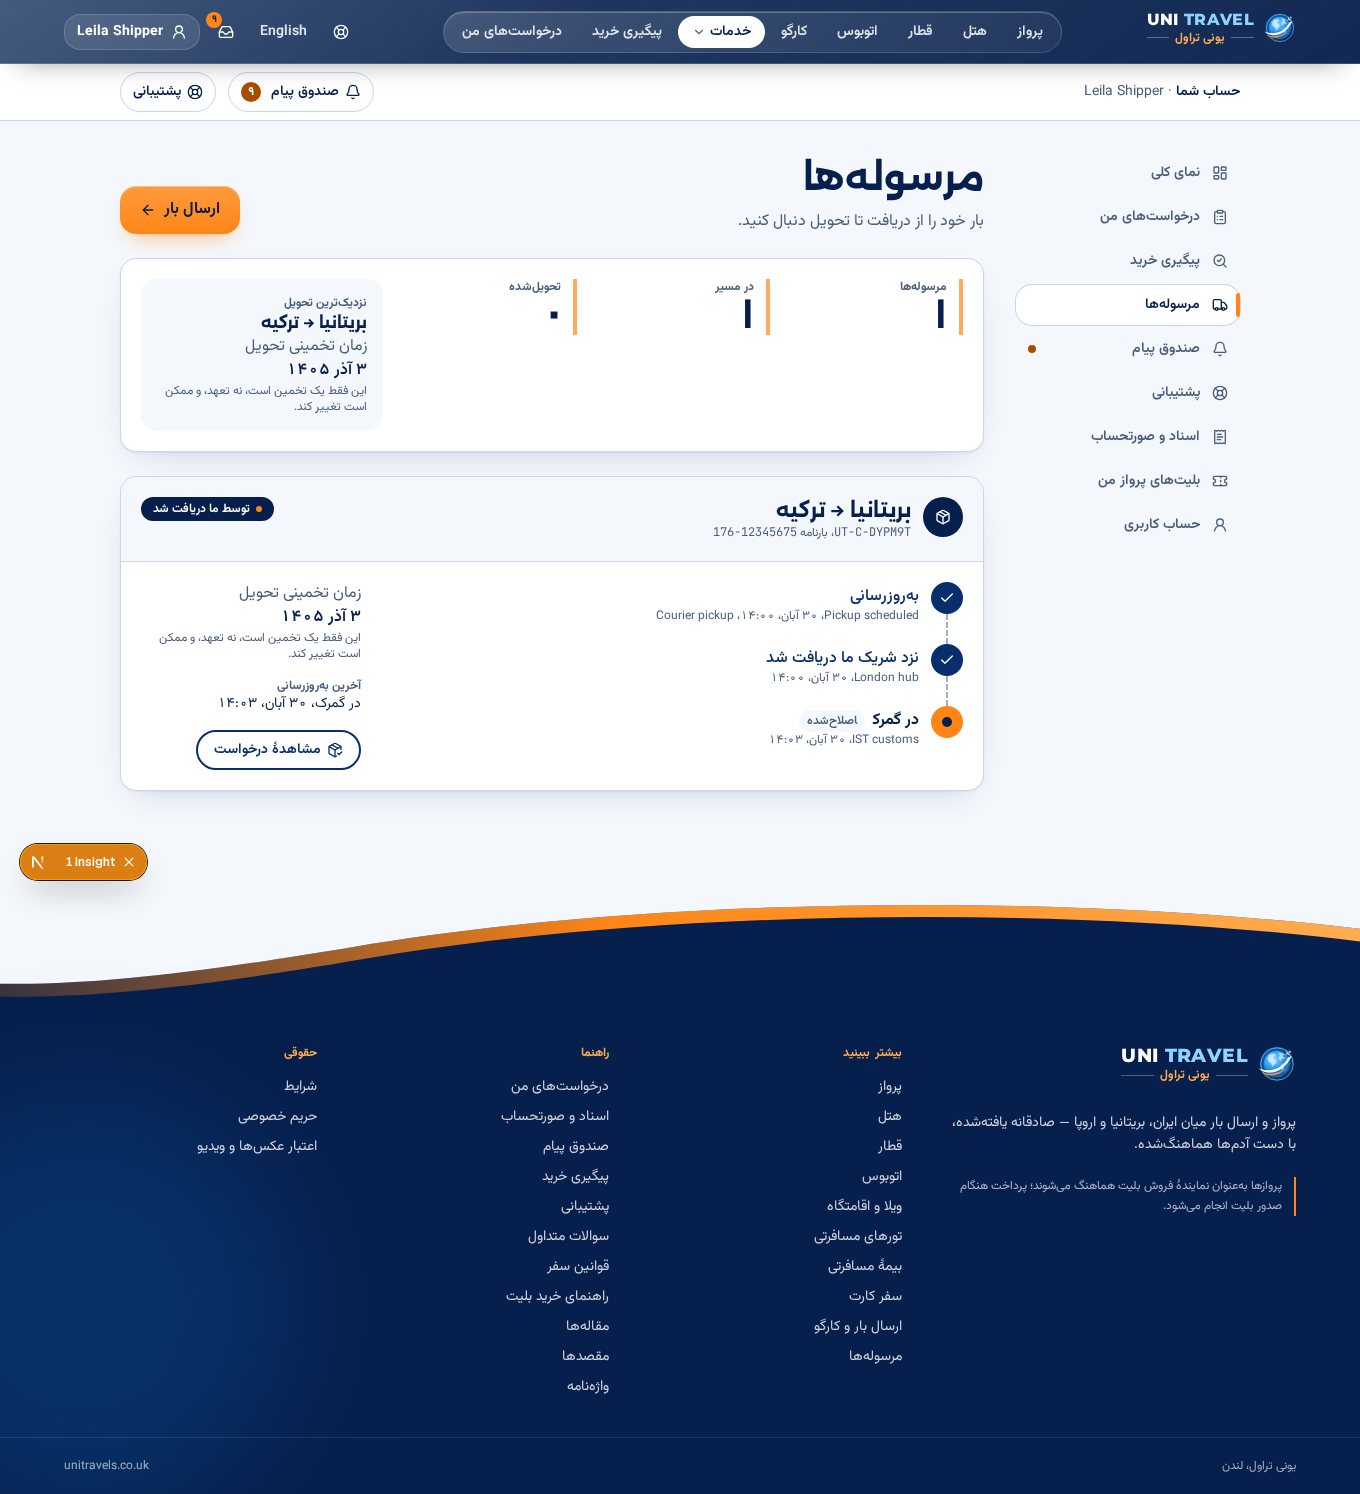 UNI TRAVEL
یونی تراول
پرواز
هتل
قطار
اتوبوس
کارگو
خدمات
پیگیری خرید
درخواست‌های من
English
۹
Leila Shipper
حساب شما · Leila Shipper
صندوق پیام ۹
پشتیبانی
نمای کلی
درخواست‌های من
پیگیری خرید
مرسوله‌ها
صندوق پیام
پشتیبانی
اسناد و صورتحساب
بلیت‌های پرواز من
حساب کاربری
مرسوله‌ها
بار خود را از دریافت تا تحویل دنبال کنید.
ارسال بار ←
مرسوله‌ها
۱
در مسیر
۱
تحویل‌شده
۰
نزدیک‌ترین تحویل
بریتانیا → ترکیه
زمان تخمینی تحویل
۳ آذر ۱۴۰۵
این فقط یک تخمین است، نه تعهد، و ممکن
است تغییر کند.
بریتانیا → ترکیه
UT-C-DYPM9T، بارنامه 176-12345675
توسط ما دریافت شد
به‌روزرسانی
Pickup scheduled، ۳۰ آبان، ۱۴:۰۰، Courier pickup
نزد شریک ما دریافت شد
London hub، ۳۰ آبان، ۱۴:۰۰
در گمرک اصلاح‌شده
IST customs، ۳۰ آبان، ۱۴:۰۳
زمان تخمینی تحویل
۳ آذر ۱۴۰۵
این فقط یک تخمین است، نه تعهد، و ممکن
است تغییر کند.
آخرین به‌روزرسانی
در گمرک، ۳۰ آبان، ۱۴:۰۳
مشاهدهٔ درخواست
1 Insight
UNI TRAVEL
یونی تراول
پرواز و ارسال بار میان ایران، بریتانیا و اروپا — صادقانه یافته‌شده،
با دست آدم‌ها هماهنگ‌شده.
پروازها به‌عنوان نمایندهٔ فروش بلیت هماهنگ می‌شوند؛ پرداخت هنگام
صدور بلیت انجام می‌شود.
بیشتر ببینید
پرواز
هتل
قطار
اتوبوس
ویلا و اقامتگاه
تورهای مسافرتی
بیمهٔ مسافرتی
سفر کارت
ارسال بار و کارگو
مرسوله‌ها
راهنما
درخواست‌های من
اسناد و صورتحساب
صندوق پیام
پیگیری خرید
پشتیبانی
سوالات متداول
قوانین سفر
راهنمای خرید بلیت
مقاله‌ها
مقصدها
واژه‌نامه
حقوقی
شرایط
حریم خصوصی
اعتبار عکس‌ها و ویدیو
یونی تراول، لندن
unitravels.co.uk